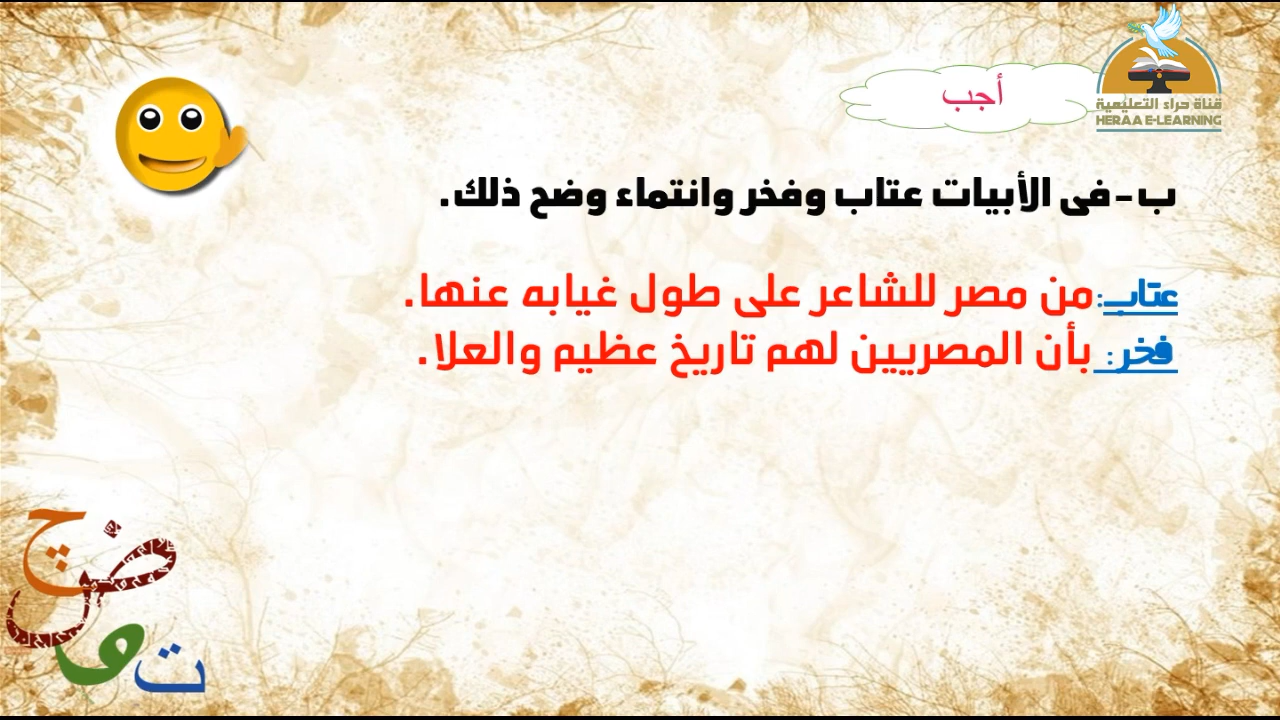 قناة حراء التعليمية
HERAA E-LEARNING
أجب
ب-فى الأبيات عتاب وفخر وانتماء وضح ذلك.
عتاب: من مصر للشاعر على طول غيابه عنها.
فخر: بأن المصريين لهم تاريخ عظيم والعلا.
ج
ض
و
ت